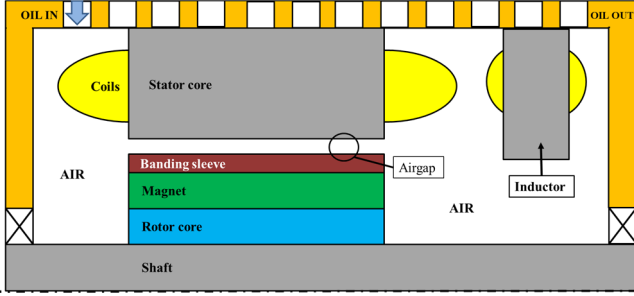 OIL IN
OIL OUT
Coils
Stator core
Airgap
Banding sleeve
AIR
Magnet
Inductor
AIR
Rotor core
Shaft